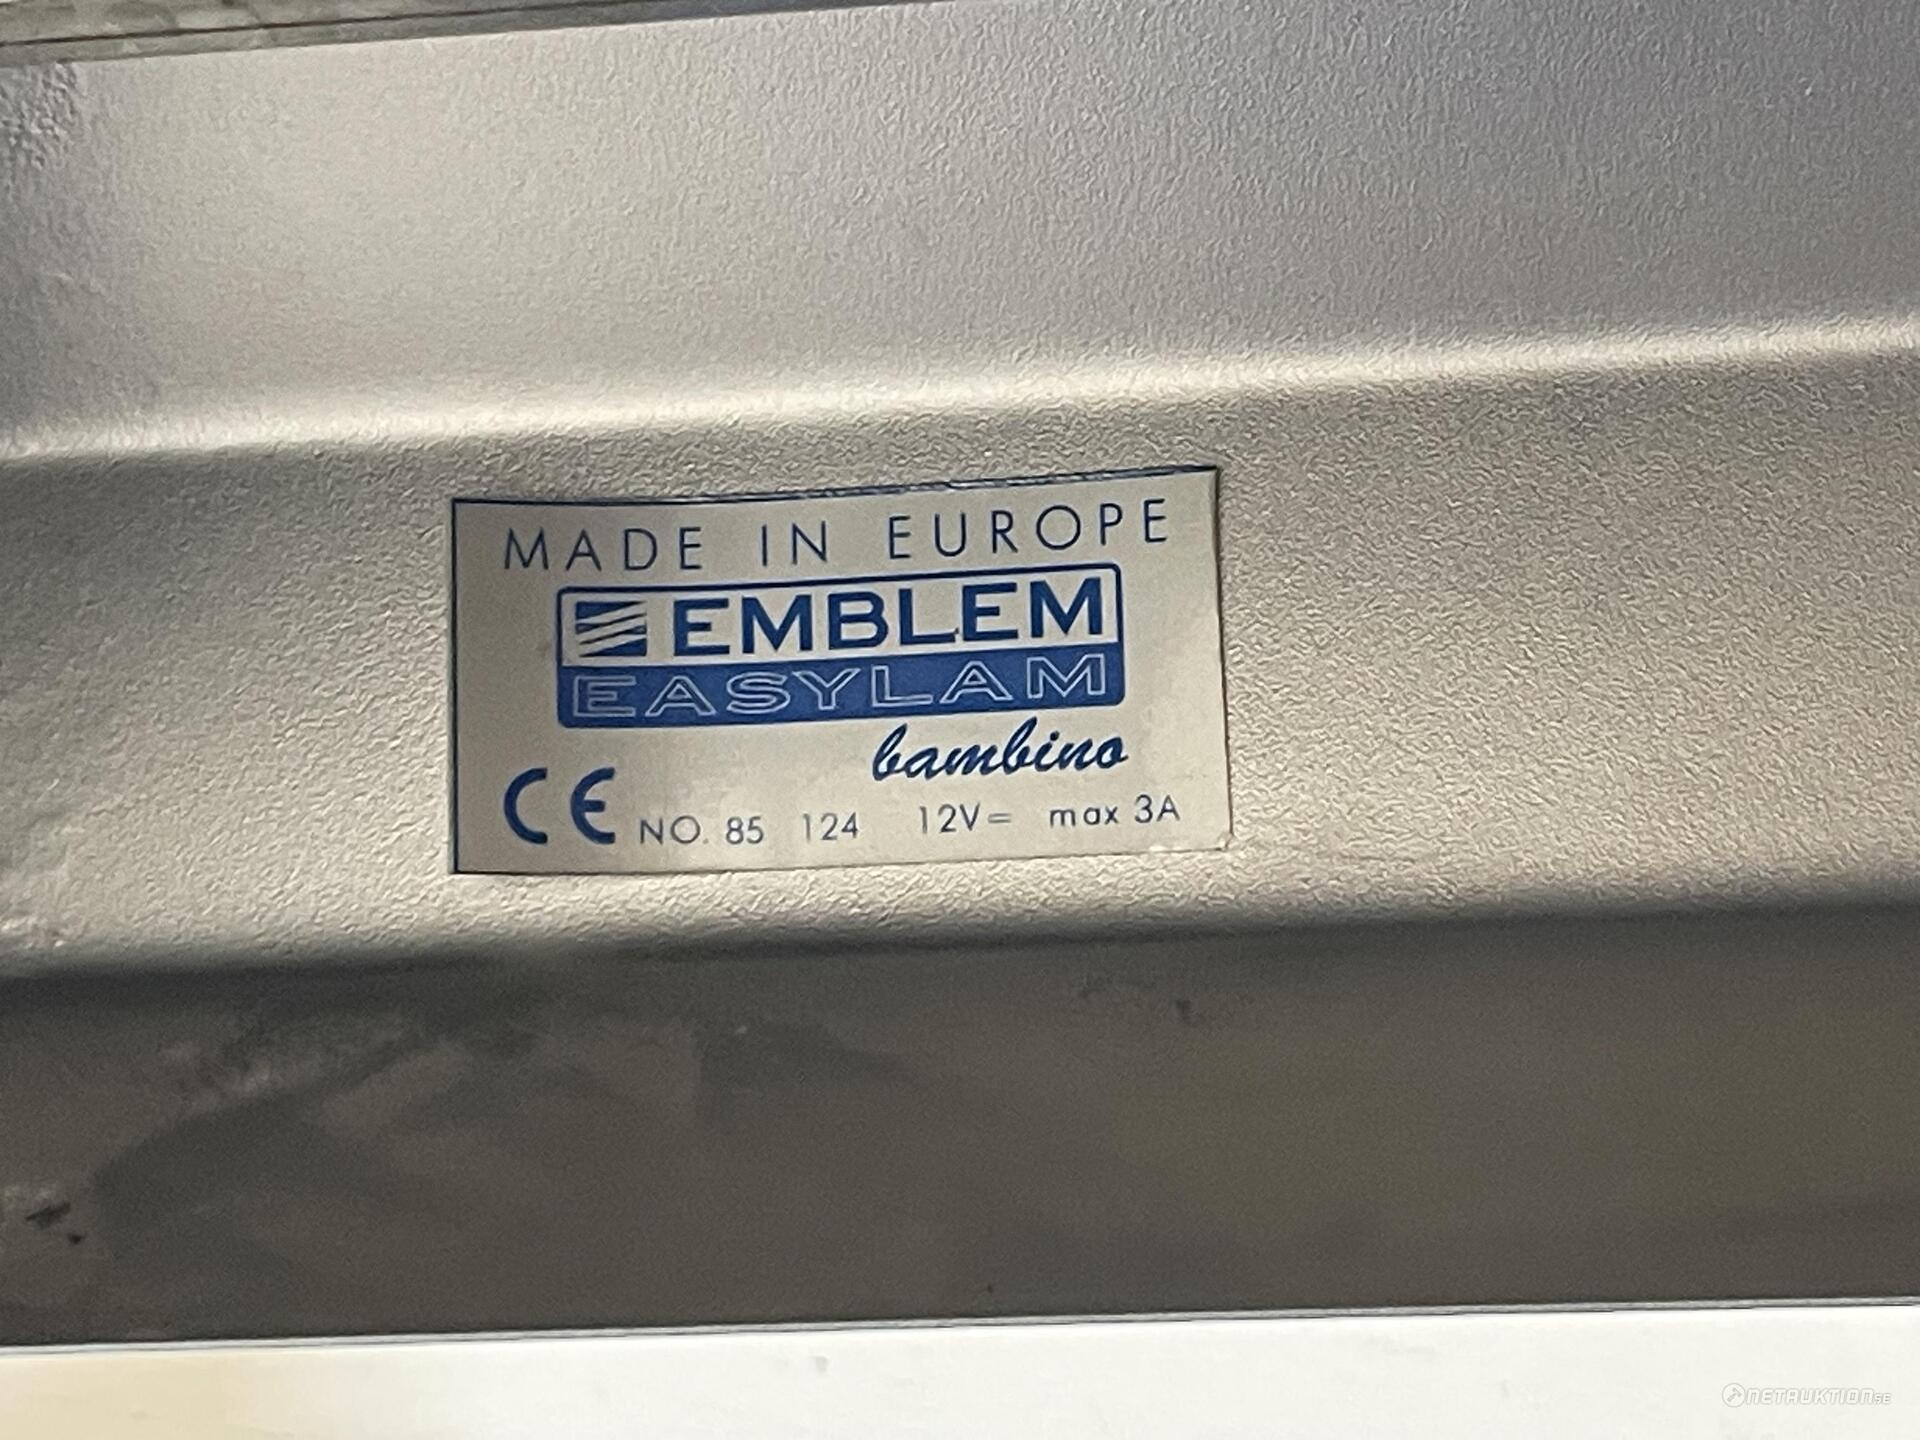 MADE IN EUROPE
EMBLEM
EASYLAM
bambino
CE NO. 85 124 12V= max 3A
NETAUKTION.SE